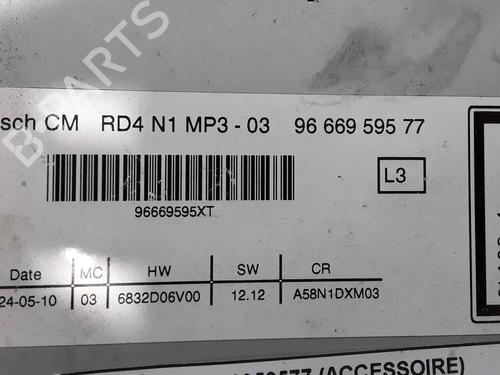 B-PARTS
sch CM RD4 N1 MP3 - 03 96 669 595 77
L3
96669595XT
Date MC HW SW CR
24-05-10 03 6832D06V00 12.12 A58N1DXM03
(ACCESSOIRE)